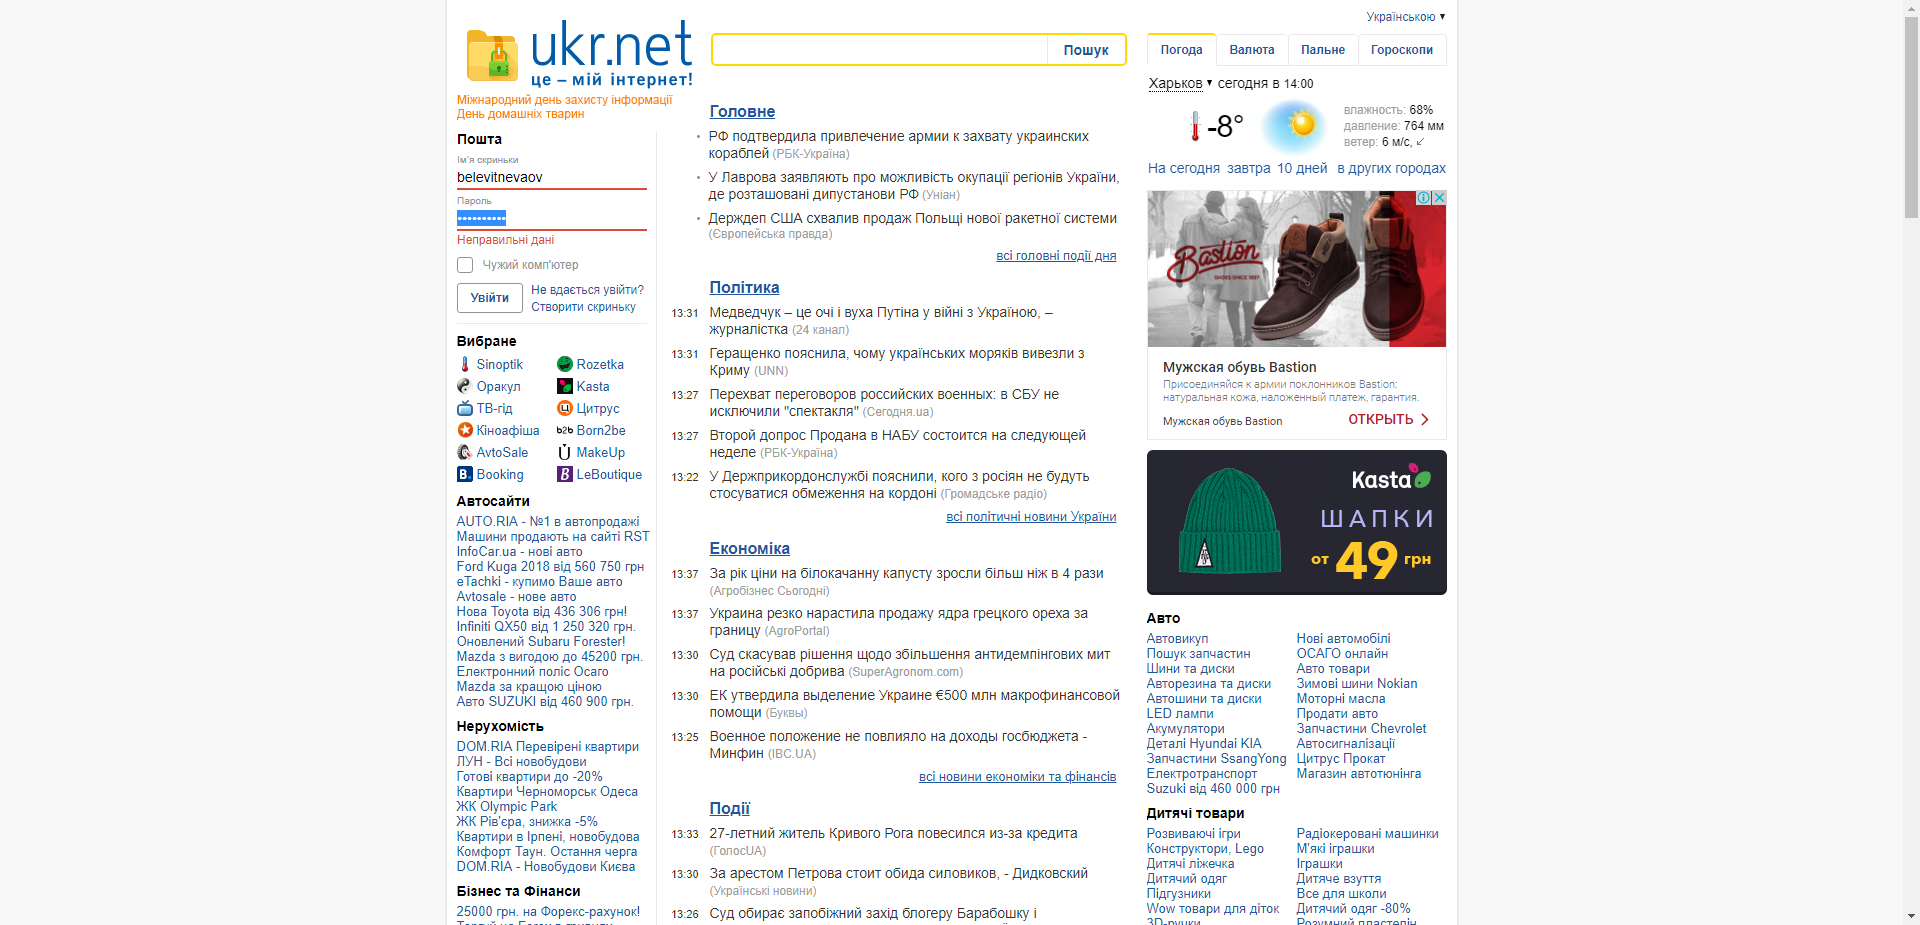 Українською ▼
ukr.net
це – мій інтернет!
Пошук
Погода
Валюта
Пальне
Гороскопи
Міжнародний день захисту інформації
День домашніх тварин
Пошта
Ім'я скриньки
belevitnevaov
Пароль
••••••••••
Неправильні дані
Чужий комп'ютер
Увійти
Не вдається увійти?
Створити скриньку
Вибране
Sinoptik
Rozetka
Оракул
Kasta
ТВ-гід
Цитрус
Кіноафіша
b2b Born2be
AvtoSale
MakeUp
B. Booking
B LeBoutique
Автосайти
AUTO.RIA - №1 в автопродажі
Машини продають на сайті RST
InfoCar.ua - нові авто
Ford Kuga 2018 від 560 750 грн
eTachki - купимо Ваше авто
Avtosale - нове авто
Нова Toyota від 436 306 грн!
Infiniti QX50 від 1 250 320 грн.
Оновлений Subaru Forester!
Mazda з вигодою до 45200 грн.
Електронний поліс Осаго
Mazda за кращою ціною
Авто SUZUKI від 460 900 грн.
Нерухомість
DOM.RIA Перевірені квартири
ЛУН - Всі новобудови
Готові квартири до -20%
Квартири Черноморськ Одеса
ЖК Olympic Park
ЖК Рів'єра, знижка -5%
Квартири в Ірпені, новобудова
Комфорт Таун. Остання черга
DOM.RIA - Новобудови Києва
Бізнес та Фінанси
25000 грн. на Форекс-рахунок!
Головне
РФ подтвердила привлечение армии к захвату украинских
кораблей (РБК-Україна)
У Лаврова заявляють про можливість окупації регіонів України,
де розташовані дипустанови РФ (Уніан)
Держдеп США схвалив продаж Польщі нової ракетної системи
(Європейська правда)
всі головні події дня
Політика
13:31 Медведчук – це очі і вуха Путіна у війні з Україною, –
журналістка (24 канал)
13:31 Геращенко пояснила, чому українських моряків вивезли з
Криму (UNN)
13:27 Перехват переговоров российских военных: в СБУ не
исключили "спектакля" (Сегодня.ua)
13:27 Второй допрос Продана в НАБУ состоится на следующей
неделе (РБК-Україна)
13:22 У Держприкордонслужбі пояснили, кого з росіян не будуть
стосуватися обмеження на кордоні (Громадське радіо)
всі політичні новини України
Економіка
13:37 За рік ціни на білокачанну капусту зросли більш ніж в 4 рази
(Агробізнес Сьогодні)
13:37 Украина резко нарастила продажу ядра грецкого ореха за
границу (AgroPortal)
13:30 Суд скасував рішення щодо збільшення антидемпінгових мит
на російські добрива (SuperAgronom.com)
13:30 ЕК утвердила выделение Украине €500 млн макрофинансовой
помощи (Буквы)
13:25 Военное положение не повлияло на доходы госбюджета -
Минфин (IBC.UA)
всі новини економіки та фінансів
Події
13:33 27-летний житель Кривого Рога повесился из-за кредита
(ГолосUA)
13:30 За арестом Петрова стоит обида силовиков, - Дидковский
(Українські новини)
13:26 Суд обирає запобіжний захід блогеру Барабошку і
Харьков ▼ сегодня в 14:00
-8°
влажность: 68%
давление: 764 мм
ветер: 6 м/с, ↙
На сегодня завтра 10 дней в других городах
Bastion
SHOES SINCE 1997
Мужская обувь Bastion
Присоединяйся к армии поклонников Bastion:
натуральная кожа, наложенный платеж, гарантия.
Мужская обувь Bastion
ОТКРЫТЬ
Kasta
ШАПКИ
от 49 грн
Авто
Автовикуп
Нові автомобілі
Пошук запчастин
ОСАГО онлайн
Шини та диски
Авто товари
Авторезина та диски
Зимові шини Nokian
Автошини та диски
Моторні масла
LED лампи
Продати авто
Акумулятори
Запчастини Chevrolet
Деталі Hyundai KIA
Автосигналізації
Запчастини SsangYong
Цитрус Прокат
Електротранспорт
Магазин автотюнінга
Suzuki від 460 000 грн
Дитячі товари
Розвиваючі ігри
Радіокеровані машинки
Конструктори, Lego
М'які іграшки
Дитячі ліжечка
Іграшки
Дитячий одяг
Дитяче взуття
Підгузники
Все для школи
Wow товари для діток
Дитячий одяг -80%
3D-ручки
Розумний пластелін